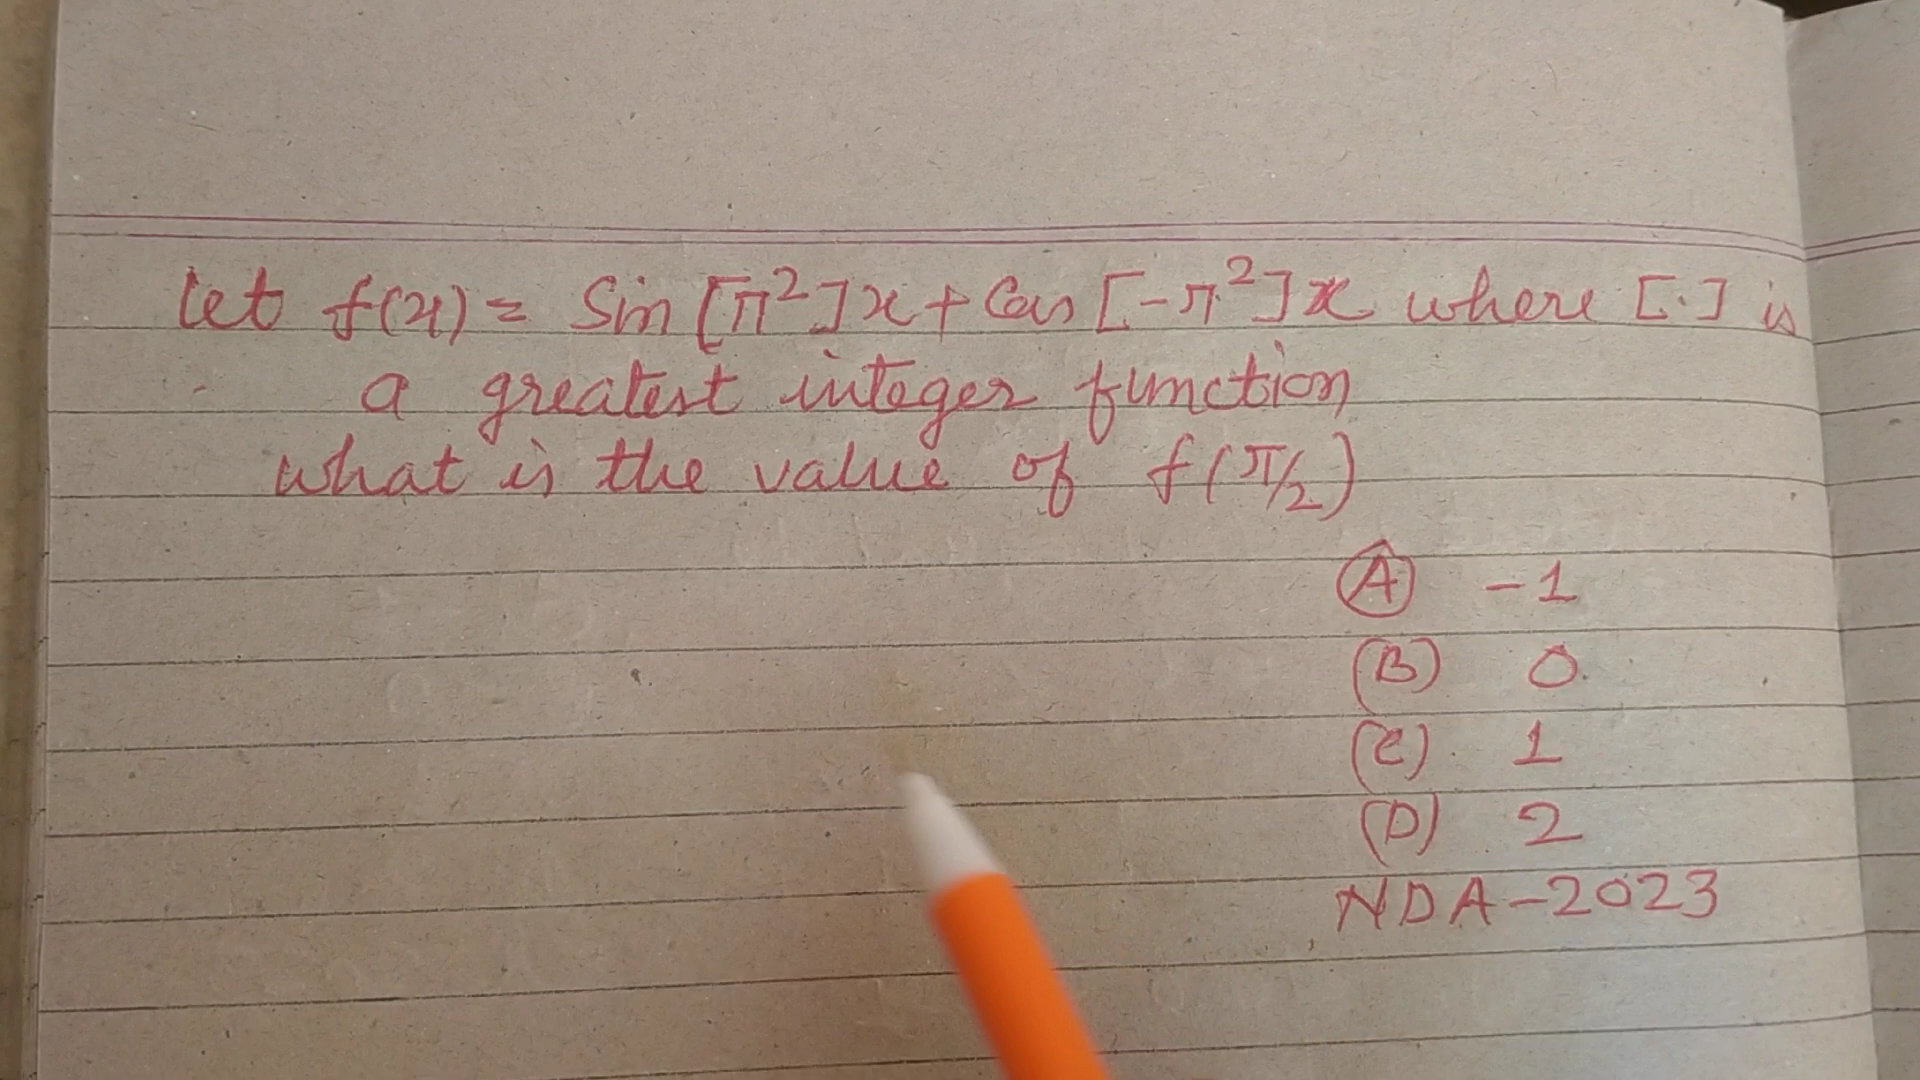 let f(x) = Sin [π²]x + Cos [-π²]x where [.] is
a greatest integer function
what is the value of f(π/2)
(A) -1
(B) 0
(C) 1
(D) 2
NDA-2023